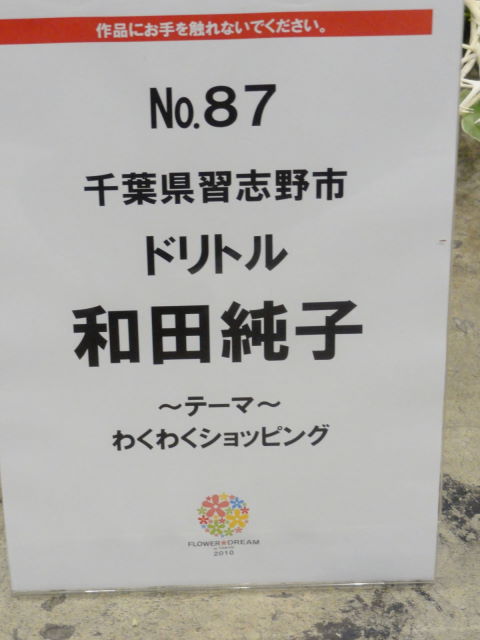 作品にお手を触れないでください。
No.87
千葉県習志野市
ドリトル
和田純子
～テーマ～
わくわくショッピング
FLOWER★DREAM
in TOKYO
2010